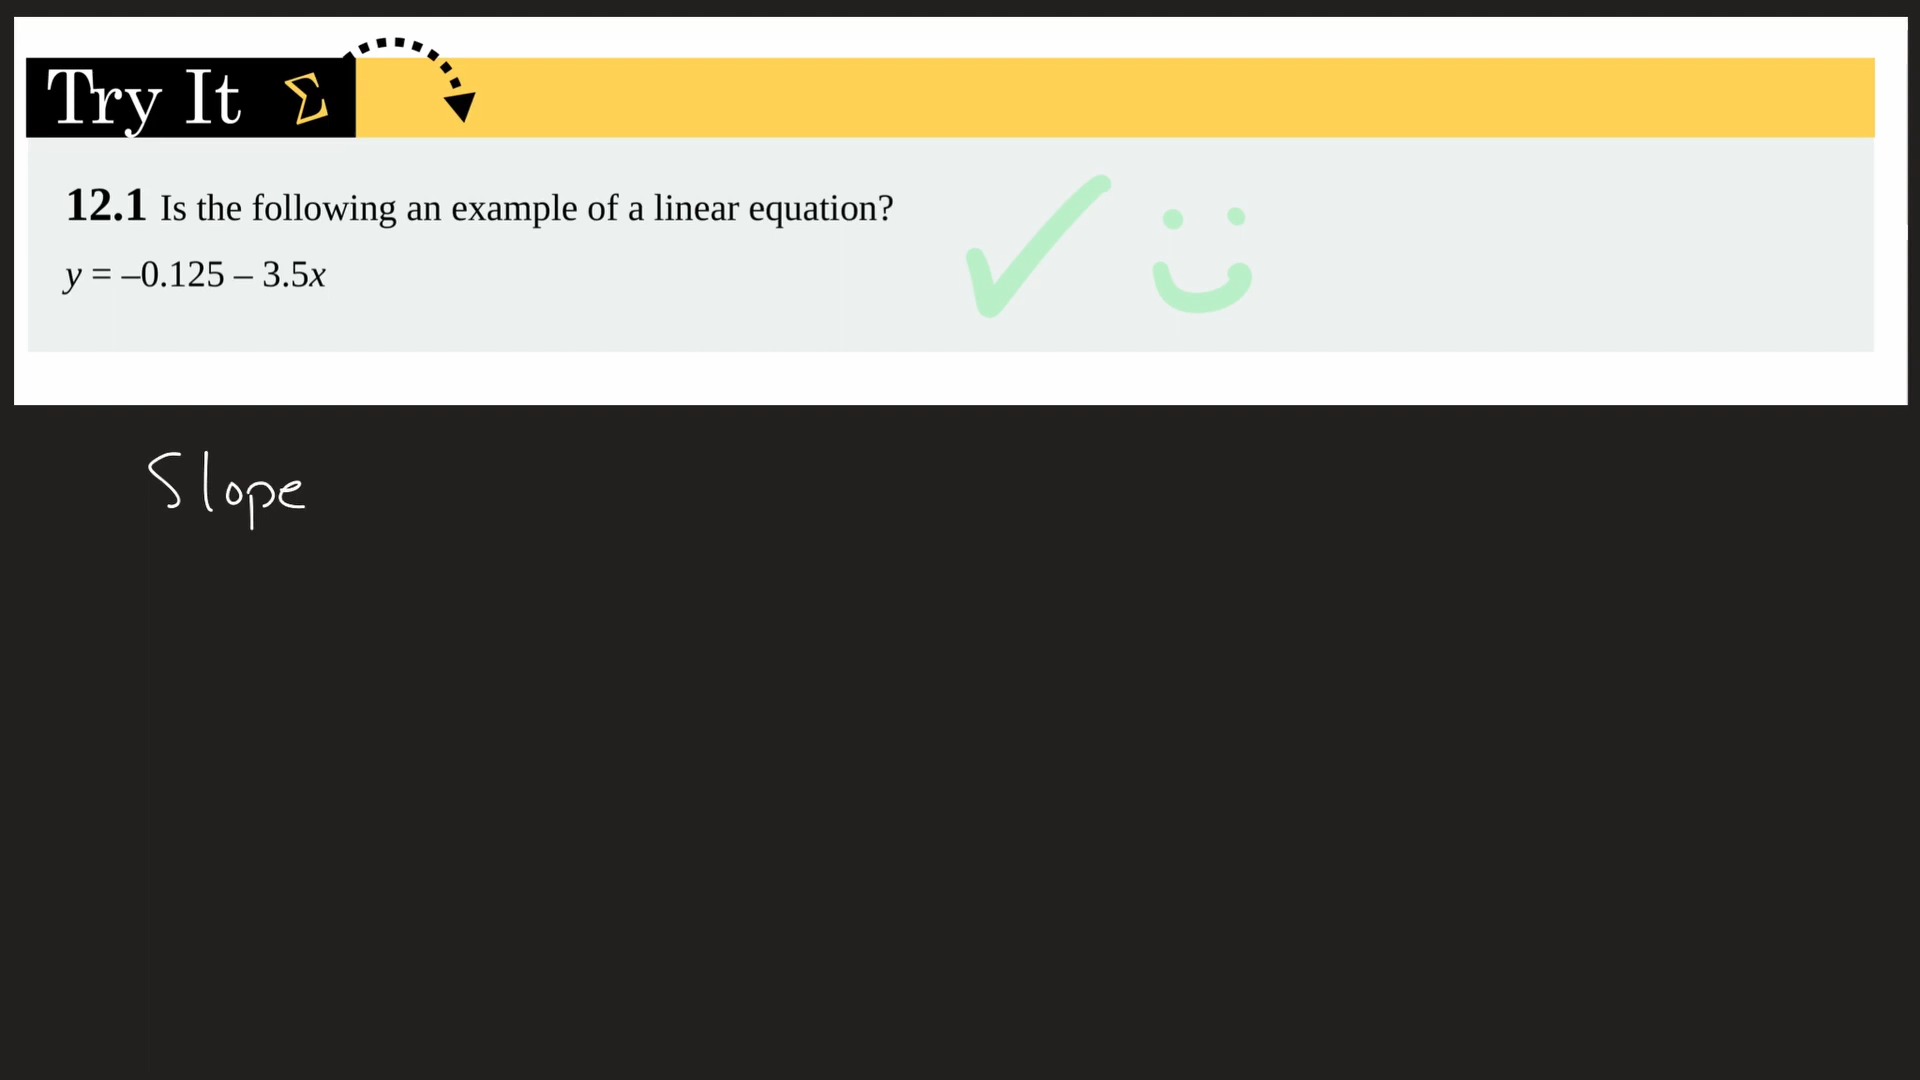 Try It Σ
12.1 Is the following an example of a linear equation?
y = –0.125 – 3.5x
Slope